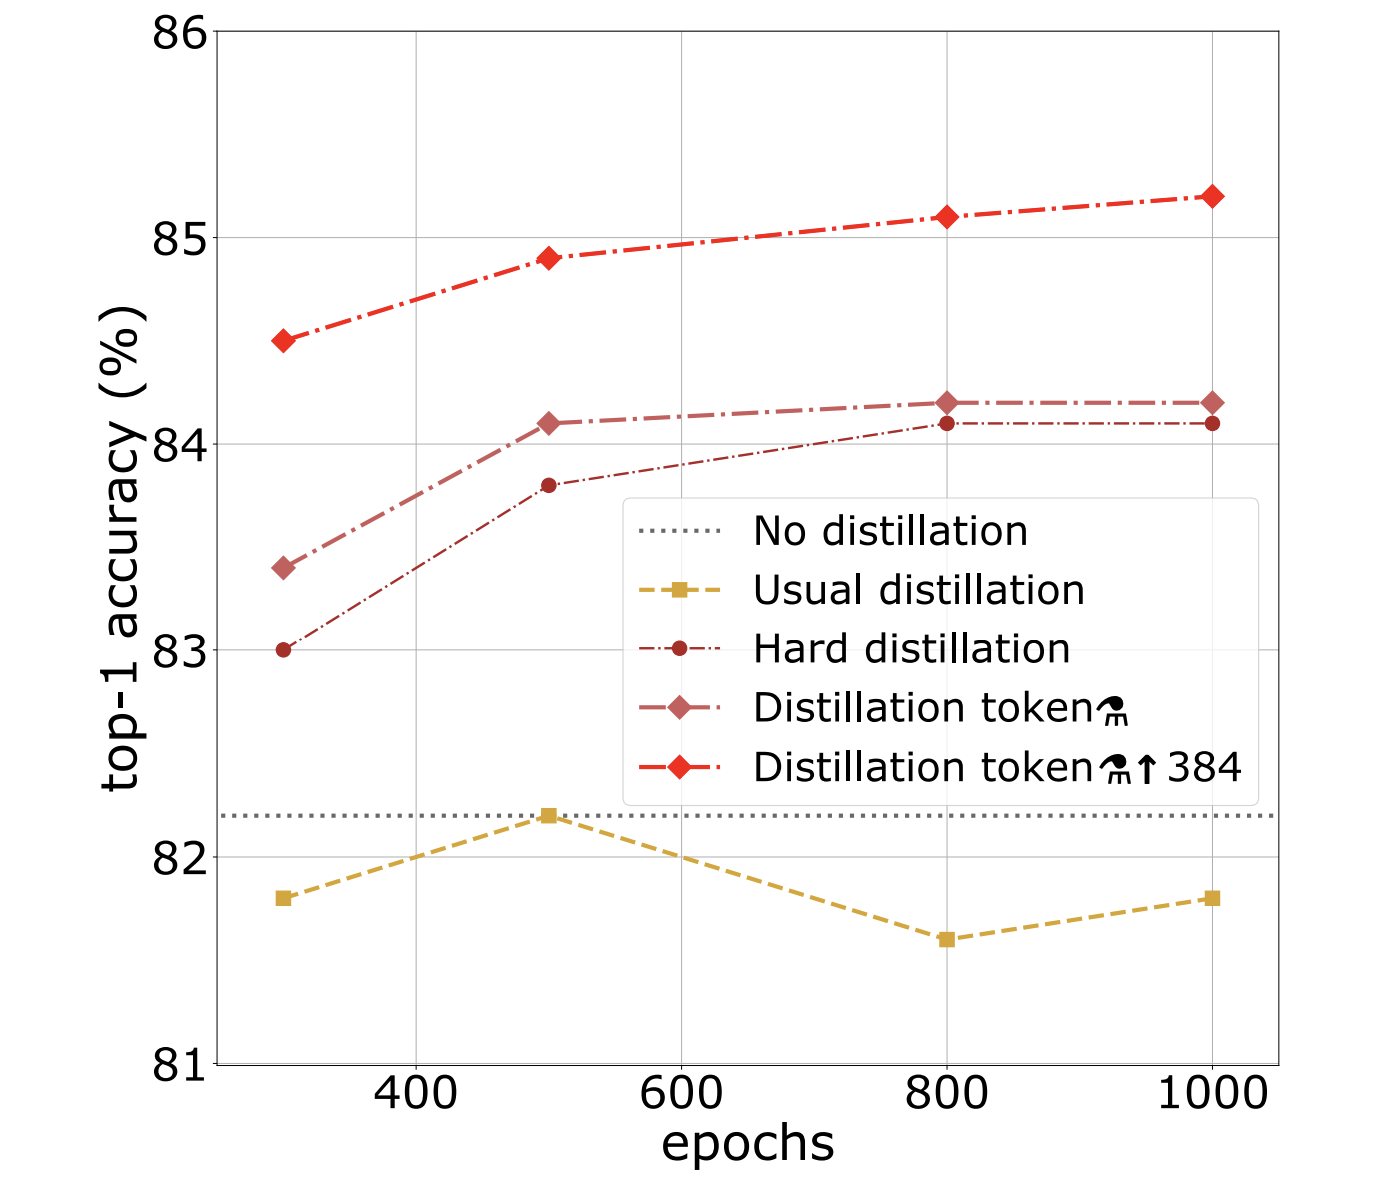 86
85
84
83
82
81
top-1 accuracy (%)
No distillation
Usual distillation
Hard distillation
Distillation token⚗
Distillation token⚗↑384
400 600 800 1000
epochs